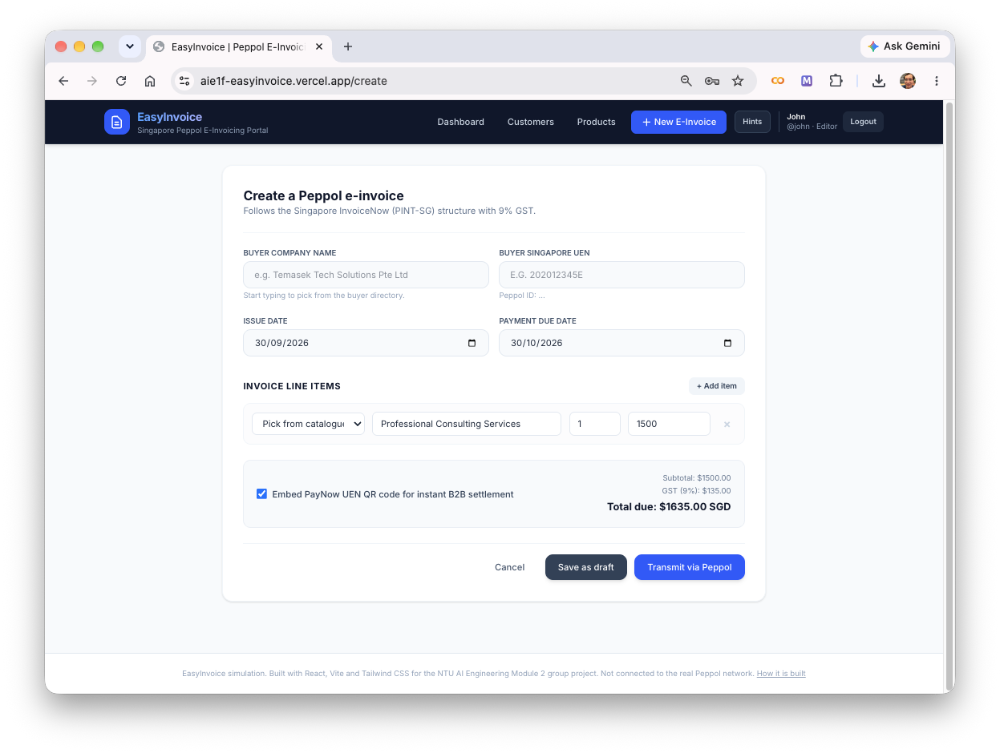 EasyInvoice | Peppol E-Invoic
Ask Gemini
aie1f-easyinvoice.vercel.app/create
EasyInvoice
Singapore Peppol E-Invoicing Portal
Dashboard
Customers
Products
+ New E-Invoice
Hints
John
@john · Editor
Logout
Create a Peppol e-invoice
Follows the Singapore InvoiceNow (PINT-SG) structure with 9% GST.
BUYER COMPANY NAME
e.g. Temasek Tech Solutions Pte Ltd
Start typing to pick from the buyer directory.
BUYER SINGAPORE UEN
E.G. 202012345E
Peppol ID: ...
ISSUE DATE
30/09/2026
PAYMENT DUE DATE
30/10/2026
INVOICE LINE ITEMS
+ Add item
Pick from catalogue
Professional Consulting Services
1
1500
×
Embed PayNow UEN QR code for instant B2B settlement
Subtotal: $1500.00
GST (9%): $135.00
Total due: $1635.00 SGD
Cancel
Save as draft
Transmit via Peppol
EasyInvoice simulation. Built with React, Vite and Tailwind CSS for the NTU AI Engineering Module 2 group project. Not connected to the real Peppol network. How it is built